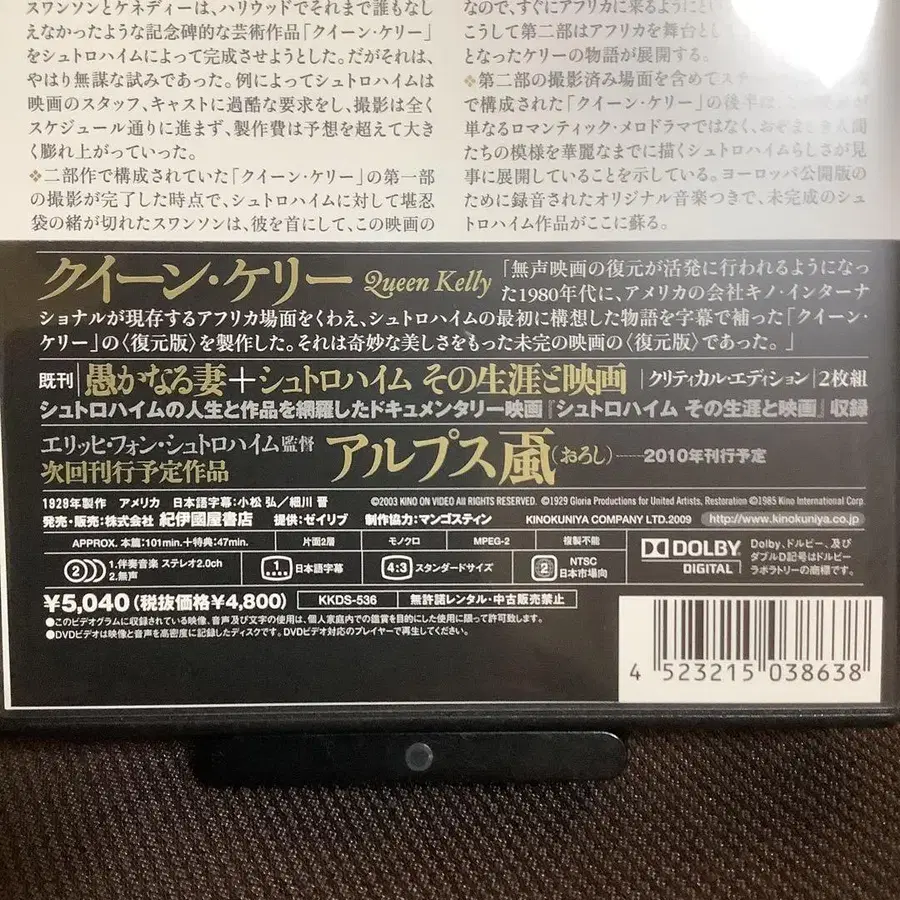 スワンソンとケネディーは、ハリウッドでそれまで誰もなし
えなかったような記念碑的な芸術作品「クイーン・ケリー」
をシュトロハイムによって完成させようとした。だがそれは、
やはり無謀な試みであった。例によってシュトロハイムは
映画のスタッフ、キャストに過酷な要求をし、撮影は全く
スケジュール通りに進まず、製作費は予想を超えて大き
く膨れ上がっていった。
❖二部作で構成されていた「クイーン・ケリー」の第一部
の撮影が完了した時点で、シュトロハイムに対して堪忍
袋の緒が切れたスワンソンは、彼を首にして、この映画の
なので、すぐにアフリカに来るように
こうして第二部はアフリカを舞台とし
となったケリーの物語が展開する。
❖第二部の撮影済み場面を含めてスチ
で構成された「クイーン・ケリー」の後半は、
単なるロマンティック・メロドラマではなく、おぞましき人間
たちの模様を華麗なまでに描くシュトロハイムらしさが見
事に展開していることを示している。ヨーロッパ公開版の
ために録音されたオリジナル音楽つきで、未完成のシュ
トロハイム作品がここに蘇る。
クイーン・ケリー Queen Kelly
「無声映画の復元が活発に行われるようになっ
た1980年代に、アメリカの会社キノ・インターナ
ショナルが現存するアフリカ場面をくわえ、シュトロハイムの最初に構想した物語を字幕で補った「クイーン・
ケリー」の〈復元版〉を製作した。それは奇妙な美しさをもった未完の映画の〈復元版〉であった。」
既刊 愚かなる妻+シュトロハイム その生涯と映画 クリティカル・エディション 2枚組
シュトロハイムの人生と作品を網羅したドキュメンタリー映画『シュトロハイム その生涯と映画』収録
エリッヒ・フォン・シュトロハイム監督
次回刊行予定作品
アルプス颪(おろし)——2010年刊行予定
1929年製作 アメリカ 日本語字幕:小松 弘/細川 晋
©2003 KINO ON VIDEO All RIGHTS RESERVED. ©1929 Gloria Productions for United Artists. Restoration ©1985 Kino International Corp.
発売・販売:株式会社 紀伊國屋書店 提供:ゼイリブ 制作協力:マンゴスティン
KINOKUNIYA COMPANY LTD.2009 http://www.kinokuniya.co.jp
APPROX. 本篇:101min.+特典:47min. 片面2層 モノクロ MPEG-2 複製不能
2 1.伴奏音楽 ステレオ2.0ch
2.無声
1 日本語字幕
4:3 スタンダードサイズ
2 NTSC
日本市場向
DOLBY
DIGITAL
Dolby、ドルビー、及び
ダブルD記号はドルビー
ラボラトリーの商標です。
¥5,040(税抜価格¥4,800) KKDS-536 無許諾レンタル・中古販売禁止
●このビデオグラムに収録されている映像、音声及び文字の使用は、個人家庭内での鑑賞を目的にした使用に限って許可致します。
●DVDビデオは映像と音声を高密度に記録したディスクです。DVDビデオ対応のプレイヤーで再生してください。
4 523215 038638